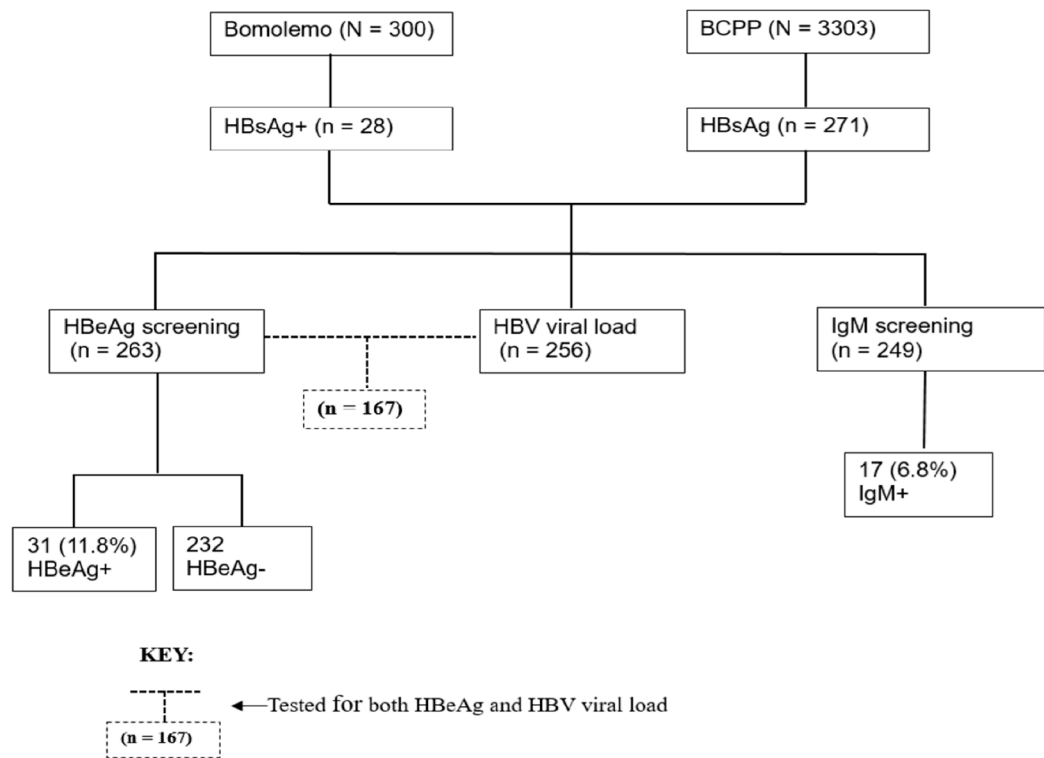 Bomolemo (N = 300)
BCPP (N = 3303)
HBsAg+ (n = 28)
HBsAg (n = 271)
HBeAg screening
(n = 263)
HBV viral load
(n = 256)
IgM screening
(n = 249)
(n = 167)
17 (6.8%)
IgM+
31 (11.8%)
HBeAg+
232
HBeAg-
KEY:
Tested for both HBeAg and HBV viral load
(n = 167)